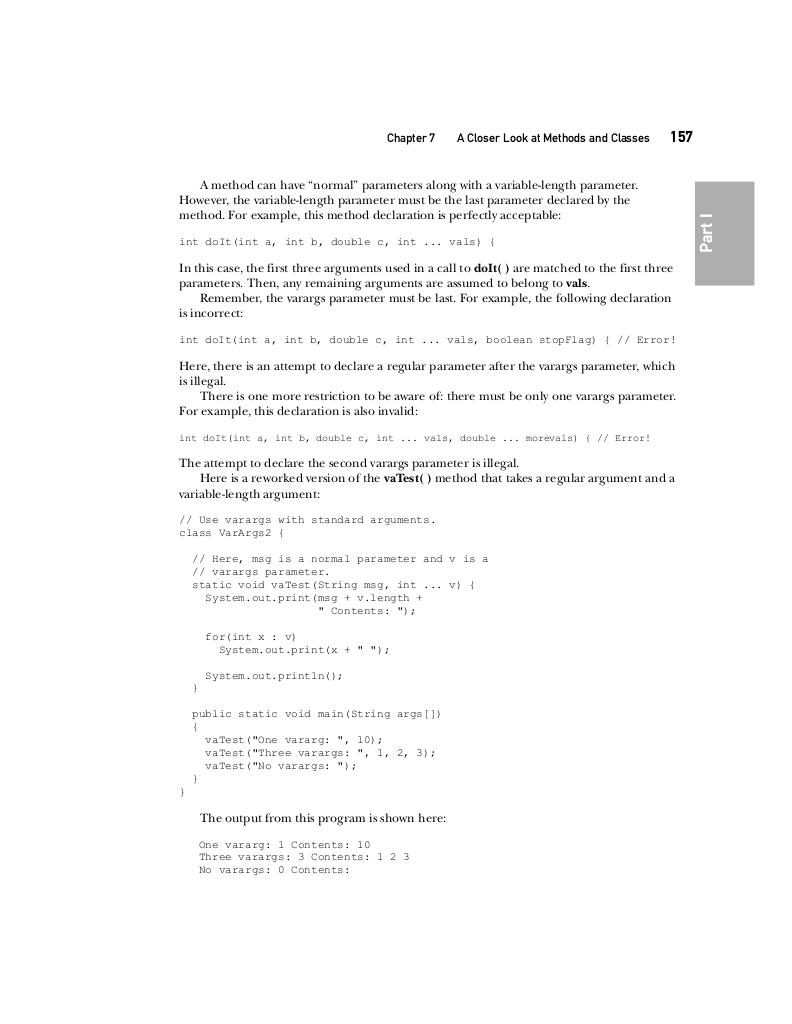 Chapter 7 A Closer Look at Methods and Classes 157
Part I
A method can have “normal” parameters along with a variable-length parameter.
However, the variable-length parameter must be the last parameter declared by the
method. For example, this method declaration is perfectly acceptable:
int doIt(int a, int b, double c, int ... vals) {
In this case, the first three arguments used in a call to doIt( ) are matched to the first three
parameters. Then, any remaining arguments are assumed to belong to vals.
Remember, the varargs parameter must be last. For example, the following declaration
is incorrect:
int doIt(int a, int b, double c, int ... vals, boolean stopFlag) { // Error!
Here, there is an attempt to declare a regular parameter after the varargs parameter, which
is illegal.
There is one more restriction to be aware of: there must be only one varargs parameter.
For example, this declaration is also invalid:
int doIt(int a, int b, double c, int ... vals, double ... morevals) { // Error!
The attempt to declare the second varargs parameter is illegal.
Here is a reworked version of the vaTest( ) method that takes a regular argument and a
variable-length argument:
// Use varargs with standard arguments.
class VarArgs2 {
// Here, msg is a normal parameter and v is a
// varargs parameter.
static void vaTest(String msg, int ... v) {
System.out.print(msg + v.length +
" Contents: ");
for(int x : v)
System.out.print(x + " ");
System.out.println();
}
public static void main(String args[])
{
vaTest("One vararg: ", 10);
vaTest("Three varargs: ", 1, 2, 3);
vaTest("No varargs: ");
}
}
The output from this program is shown here:
One vararg: 1 Contents: 10
Three varargs: 3 Contents: 1 2 3
No varargs: 0 Contents: